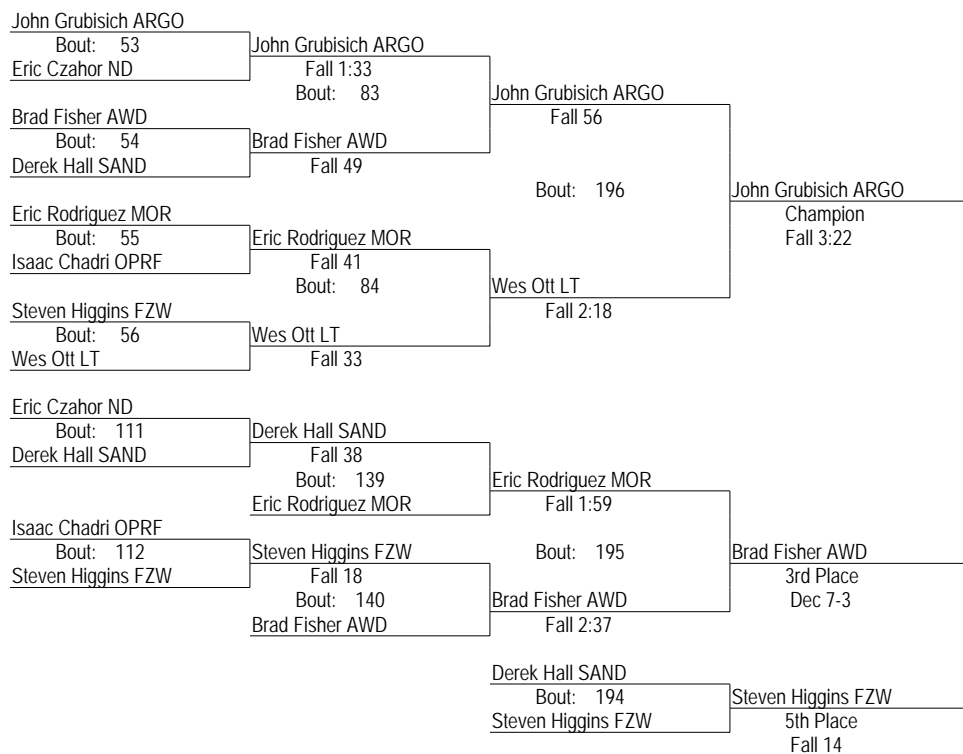 John Grubisich ARGO
Bout: 53
Eric Czahor ND
John Grubisich ARGO
Fall 1:33
Bout: 83
John Grubisich ARGO
Fall 56
Brad Fisher AWD
Bout: 54
Derek Hall SAND
Brad Fisher AWD
Fall 49
Bout: 196
John Grubisich ARGO
Champion
Fall 3:22
Eric Rodriguez MOR
Bout: 55
Isaac Chadri OPRF
Eric Rodriguez MOR
Fall 41
Bout: 84
Wes Ott LT
Fall 2:18
Steven Higgins FZW
Bout: 56
Wes Ott LT
Wes Ott LT
Fall 33
Eric Czahor ND
Bout: 111
Derek Hall SAND
Derek Hall SAND
Fall 38
Bout: 139
Eric Rodriguez MOR
Eric Rodriguez MOR
Fall 1:59
Isaac Chadri OPRF
Bout: 112
Steven Higgins FZW
Steven Higgins FZW
Fall 18
Bout: 140
Brad Fisher AWD
Bout: 195
Brad Fisher AWD
Fall 2:37
Brad Fisher AWD
3rd Place
Dec 7-3
Derek Hall SAND
Bout: 194
Steven Higgins FZW
Steven Higgins FZW
5th Place
Fall 14